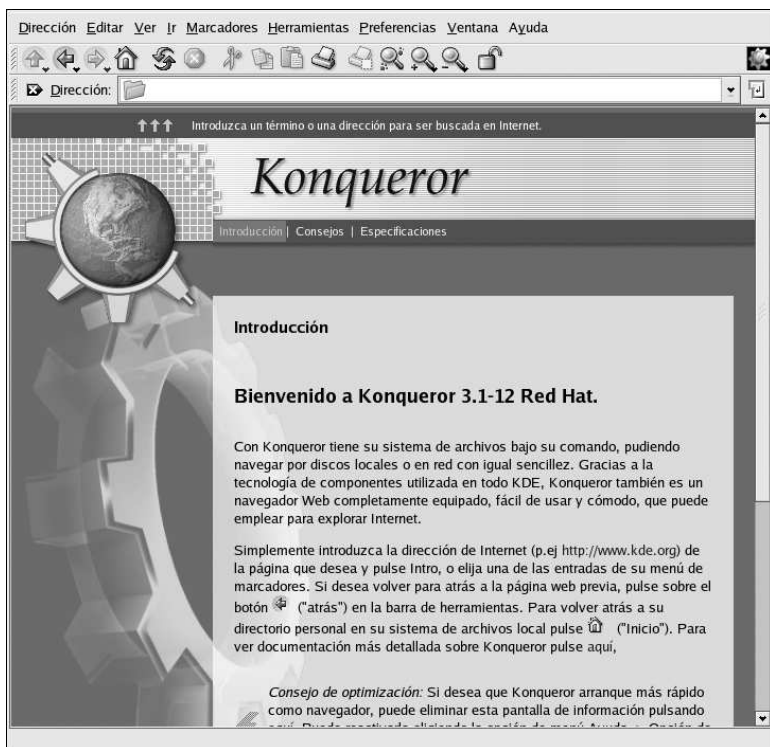 Dirección Editar Ver Ir Marcadores Herramientas Preferencias Ventana Ayuda
Dirección:
Introduzca un término o una dirección para ser buscada en Internet.
Konqueror
Introducción | Consejos | Especificaciones
Introducción
Bienvenido a Konqueror 3.1-12 Red Hat.
Con Konqueror tiene su sistema de archivos bajo su comando, pudiendo
navegar por discos locales o en red con igual sencillez. Gracias a la
tecnología de componentes utilizada en todo KDE, Konqueror también es un
navegador Web completamente equipado, fácil de usar y cómodo, que puede
emplear para explorar Internet.
Simplemente introduzca la dirección de Internet (p.ej http://www.kde.org) de
la página que desea y pulse Intro, o elija una de las entradas de su menú de
marcadores. Si desea volver para atrás a la página web previa, pulse sobre el
botón ("atrás") en la barra de herramientas. Para volver atrás a su
directorio personal en su sistema de archivos local pulse ("Inicio"). Para
ver documentación más detallada sobre Konqueror pulse aquí,
Consejo de optimización: Si desea que Konqueror arranque más rápido
como navegador, puede eliminar esta pantalla de información pulsando